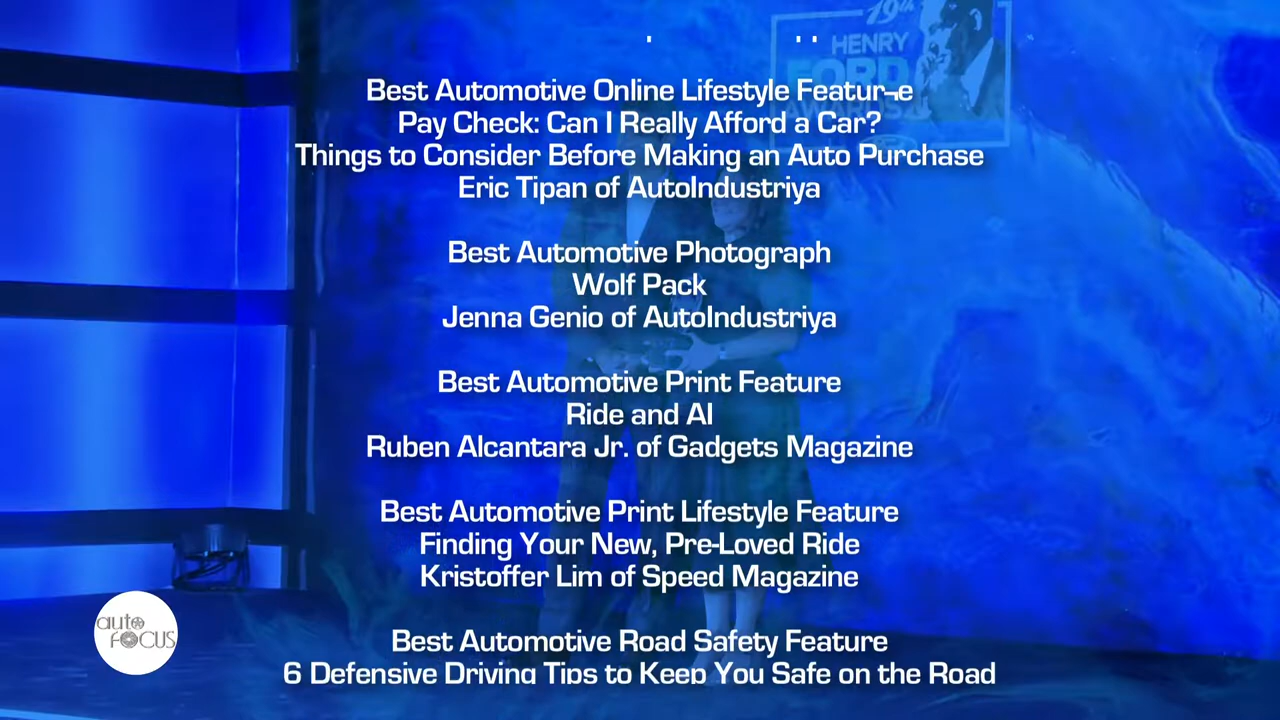 19th
HENRY
FORD
AWARDS
Best Automotive Online Lifestyle Feature
Pay Check: Can I Really Afford a Car?
Things to Consider Before Making an Auto Purchase
Eric Tipan of AutoIndustriya
Best Automotive Photograph
Wolf Pack
Jenna Genio of AutoIndustriya
Best Automotive Print Feature
Ride and AI
Ruben Alcantara Jr. of Gadgets Magazine
Best Automotive Print Lifestyle Feature
Finding Your New, Pre-Loved Ride
Kristoffer Lim of Speed Magazine
Best Automotive Road Safety Feature
6 Defensive Driving Tips to Keep You Safe on the Road
auto
FOCUS